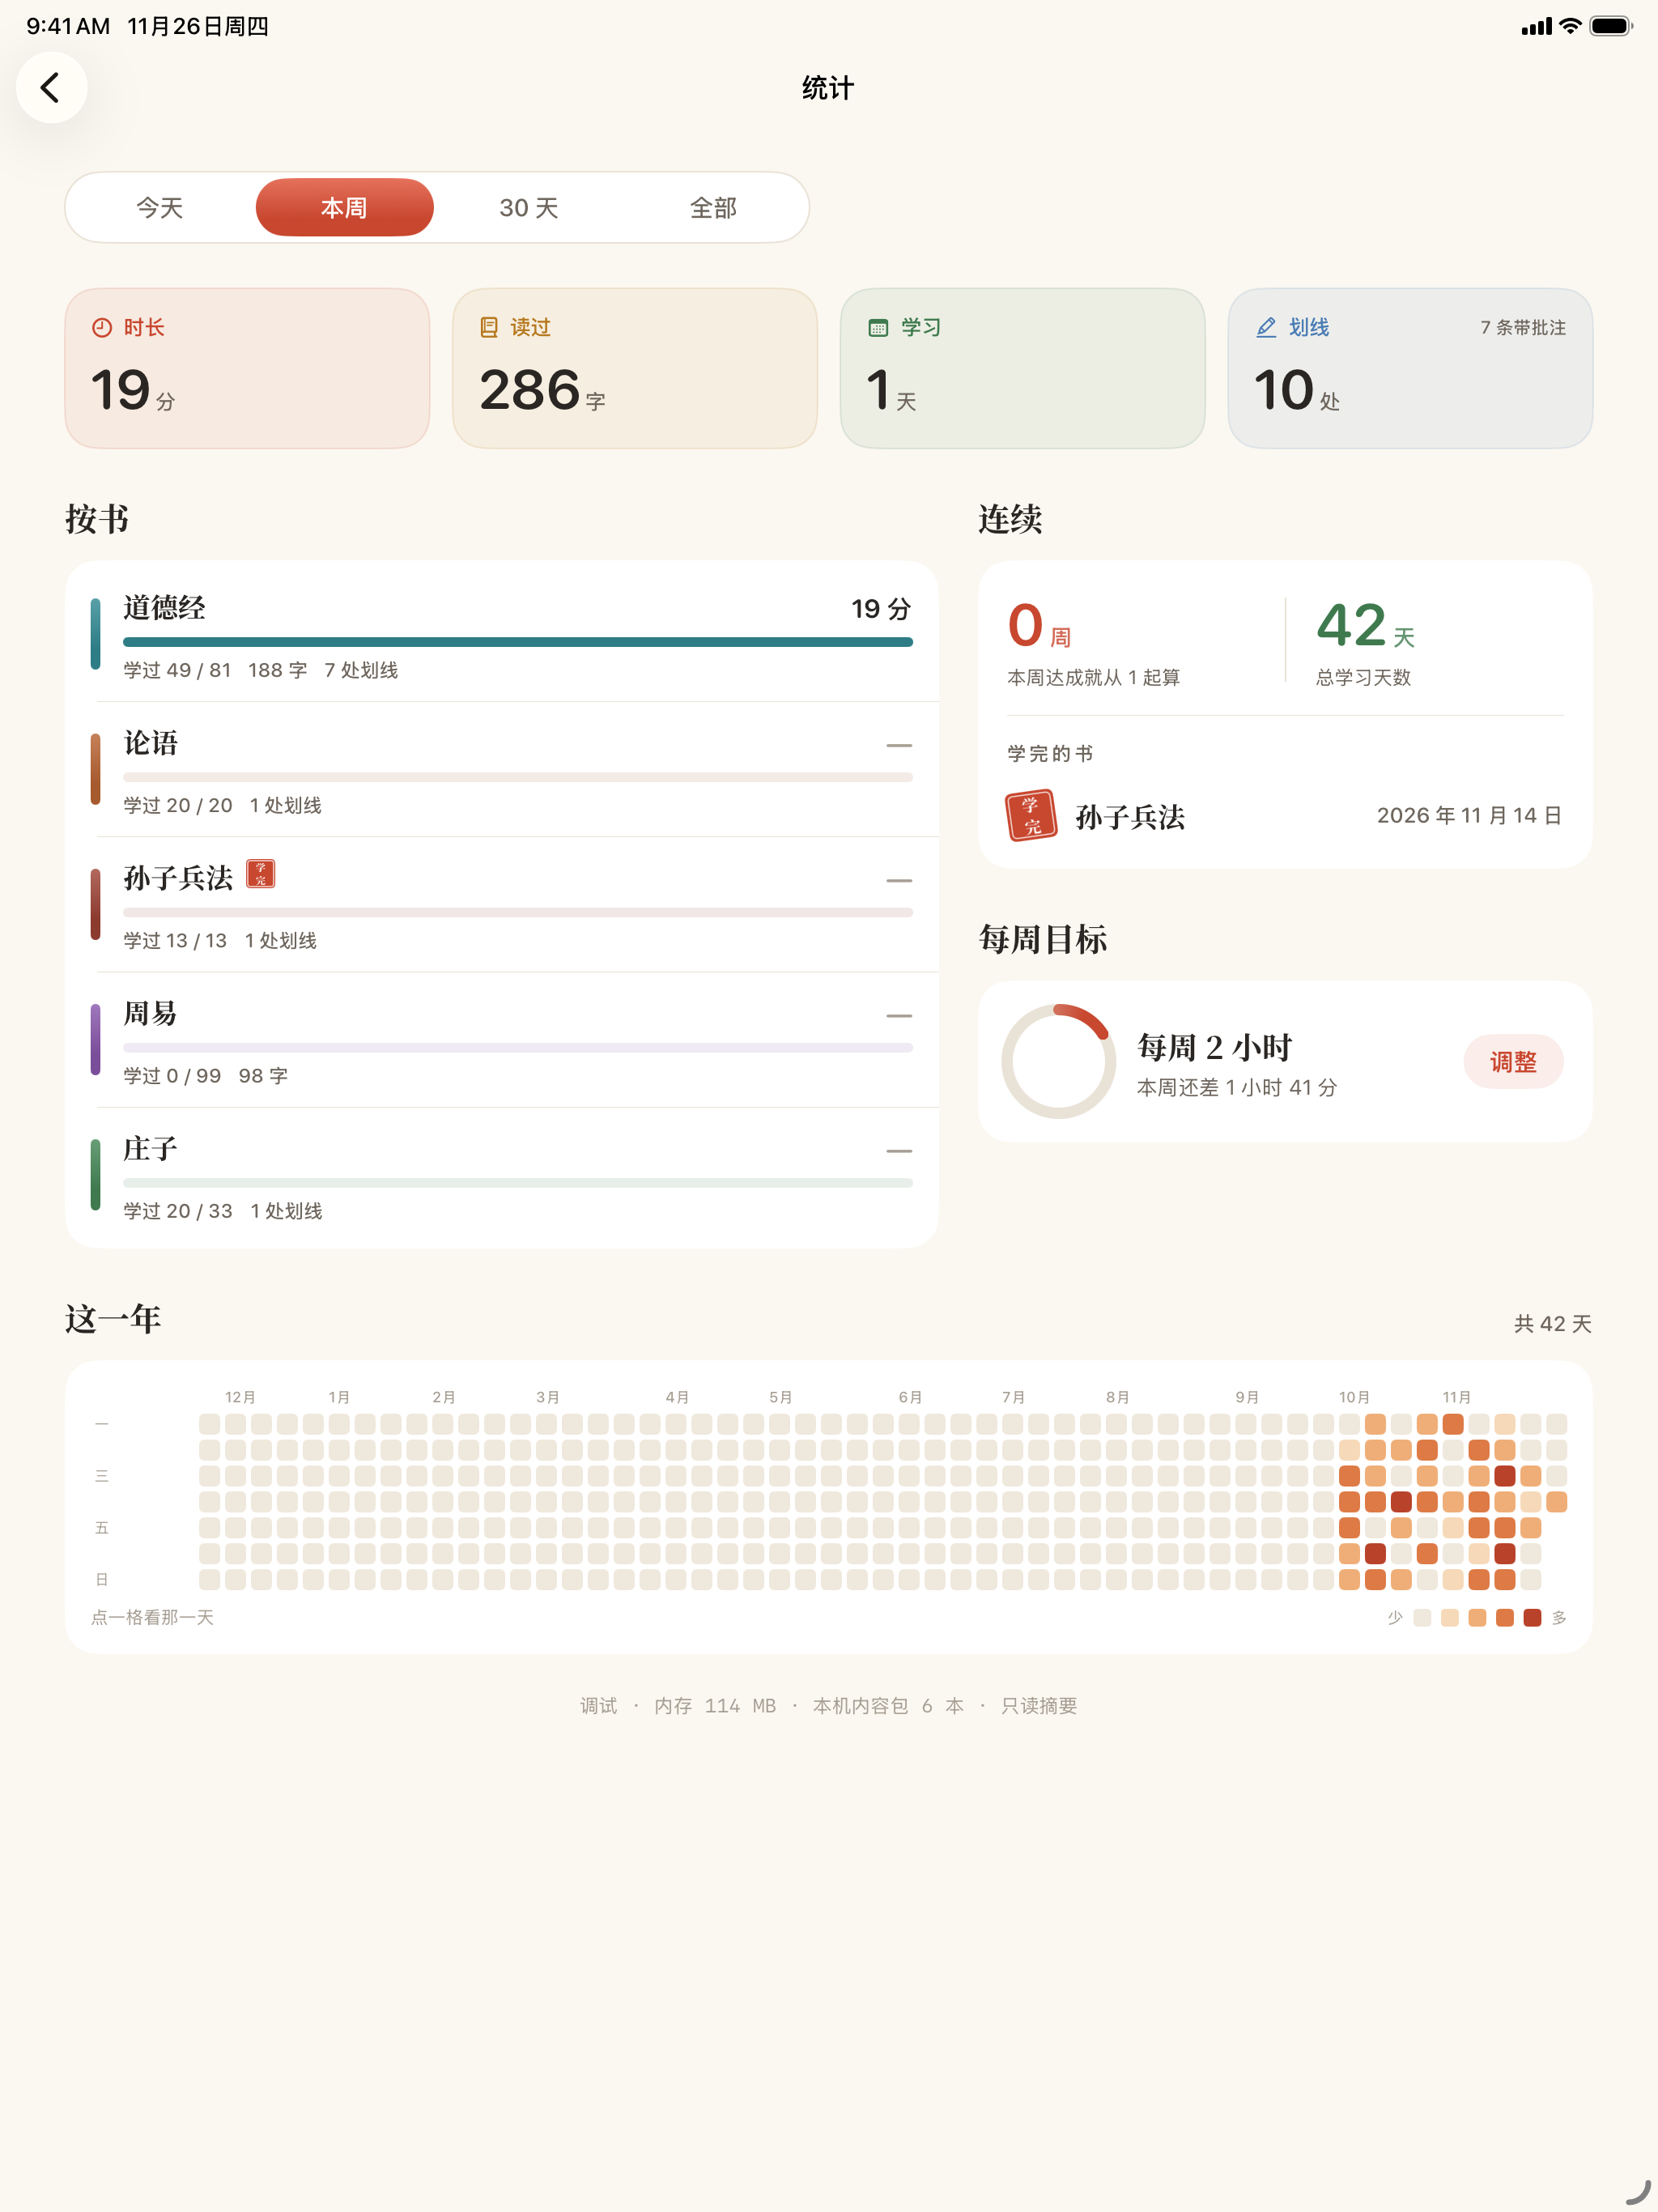 9:41 AM 11月26日周四
统计
今天 本周 30 天 全部
时长
19 分
读过
286 字
学习
1 天
划线 7 条带批注
10 处
按书
道德经 19 分
学过 49 / 81 188 字 7 处划线
论语 —
学过 20 / 20 1 处划线
孙子兵法 学完 —
学过 13 / 13 1 处划线
周易 —
学过 0 / 99 98 字
庄子 —
学过 20 / 33 1 处划线
连续
0 周
本周达成就从 1 起算
42 天
总学习天数
学完的书
学完 孙子兵法 2026 年 11 月 14 日
每周目标
每周 2 小时
本周还差 1 小时 41 分
调整
这一年 共 42 天
12月 1月 2月 3月 4月 5月 6月 7月 8月 9月 10月 11月
一
三
五
日
点一格看那一天 少 多
调试 · 内存 114 MB · 本机内容包 6 本 · 只读摘要